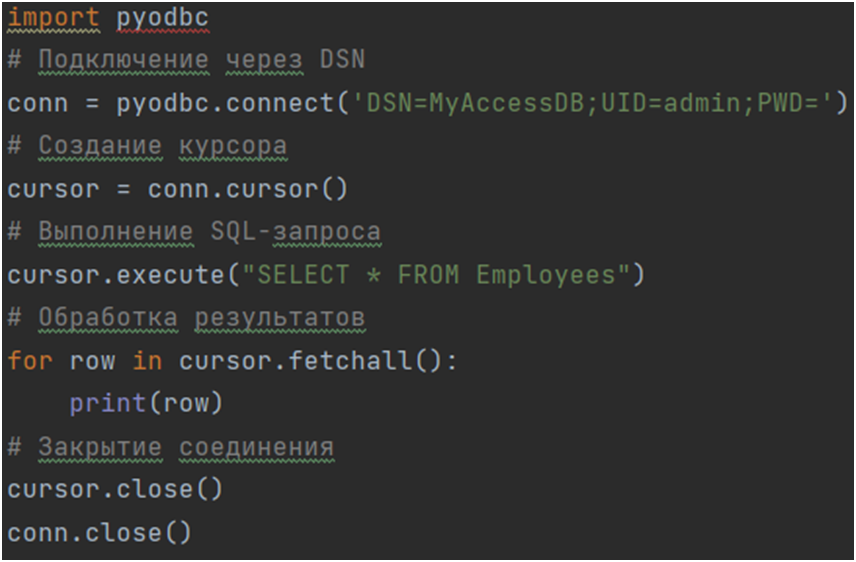 import pyodbc
# Подключение через DSN
conn = pyodbc.connect('DSN=MyAccessDB;UID=admin;PWD=')
# Создание курсора
cursor = conn.cursor()
# Выполнение SQL-запроса
cursor.execute("SELECT * FROM Employees")
# Обработка результатов
for row in cursor.fetchall():
    print(row)
# Закрытие соединения
cursor.close()
conn.close()